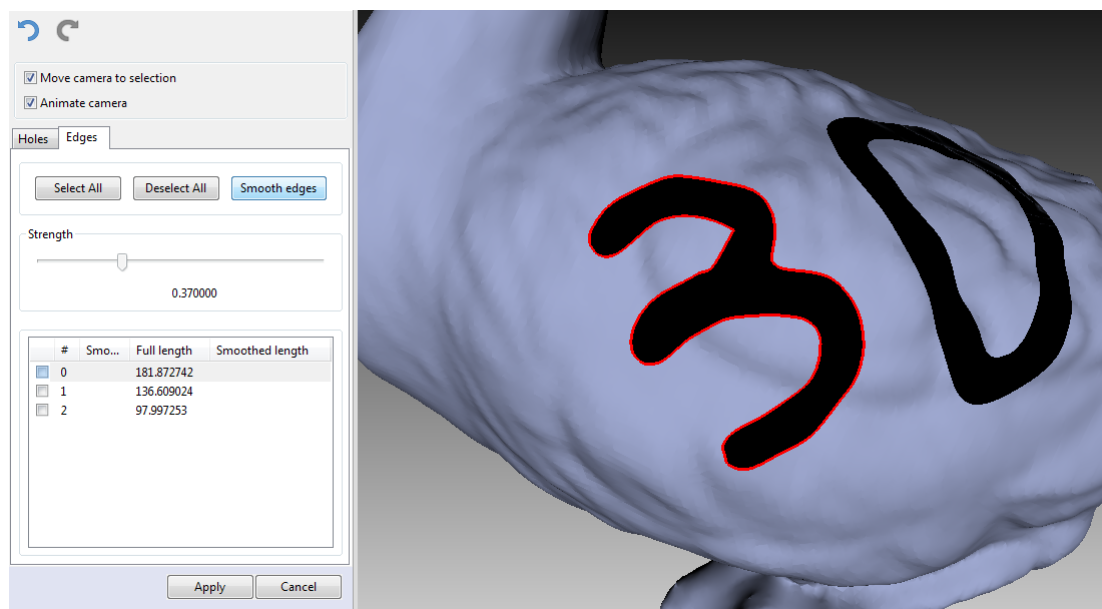 Move camera to selection
Animate camera
Holes Edges
Select All Deselect All Smooth edges
Strength
0.370000
# Smo... Full length Smoothed length
0 181.872742
1 136.609024
2 97.997253
Apply Cancel
3D